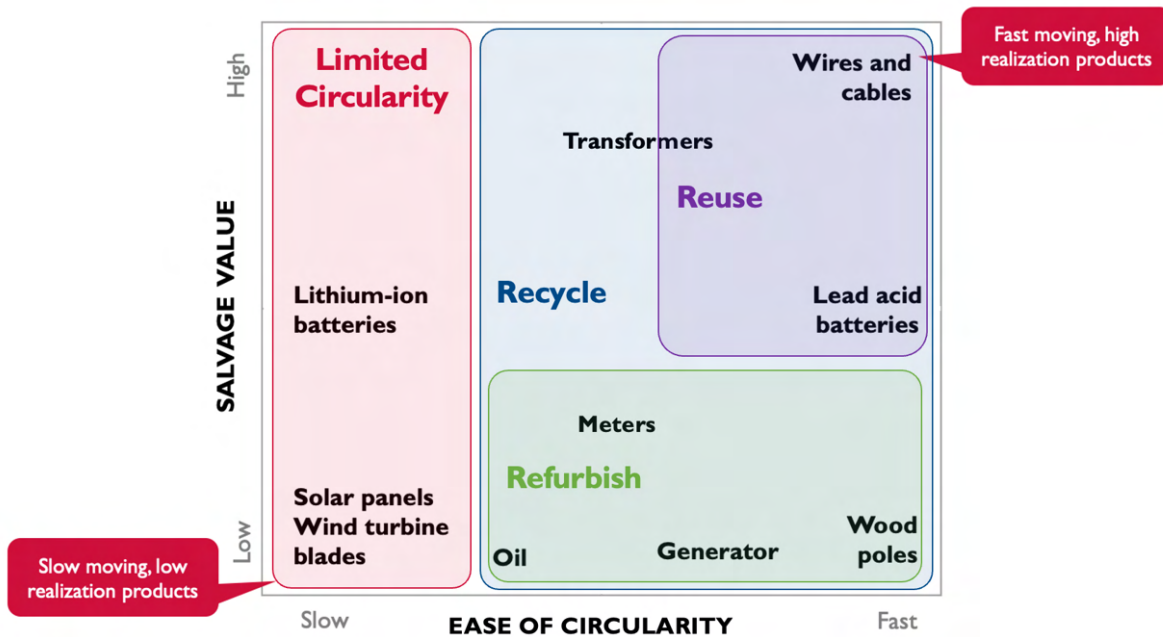 Fast moving, high
realization products
High
Limited
Circularity
Wires and
cables
Transformers
Reuse
SALVAGE VALUE
Recycle
Lithium-ion
batteries
Lead acid
batteries
Meters
Refurbish
Solar panels
Wind turbine
blades
Oil
Generator
Wood
poles
Low
Slow moving, low
realization products
Slow
EASE OF CIRCULARITY
Fast